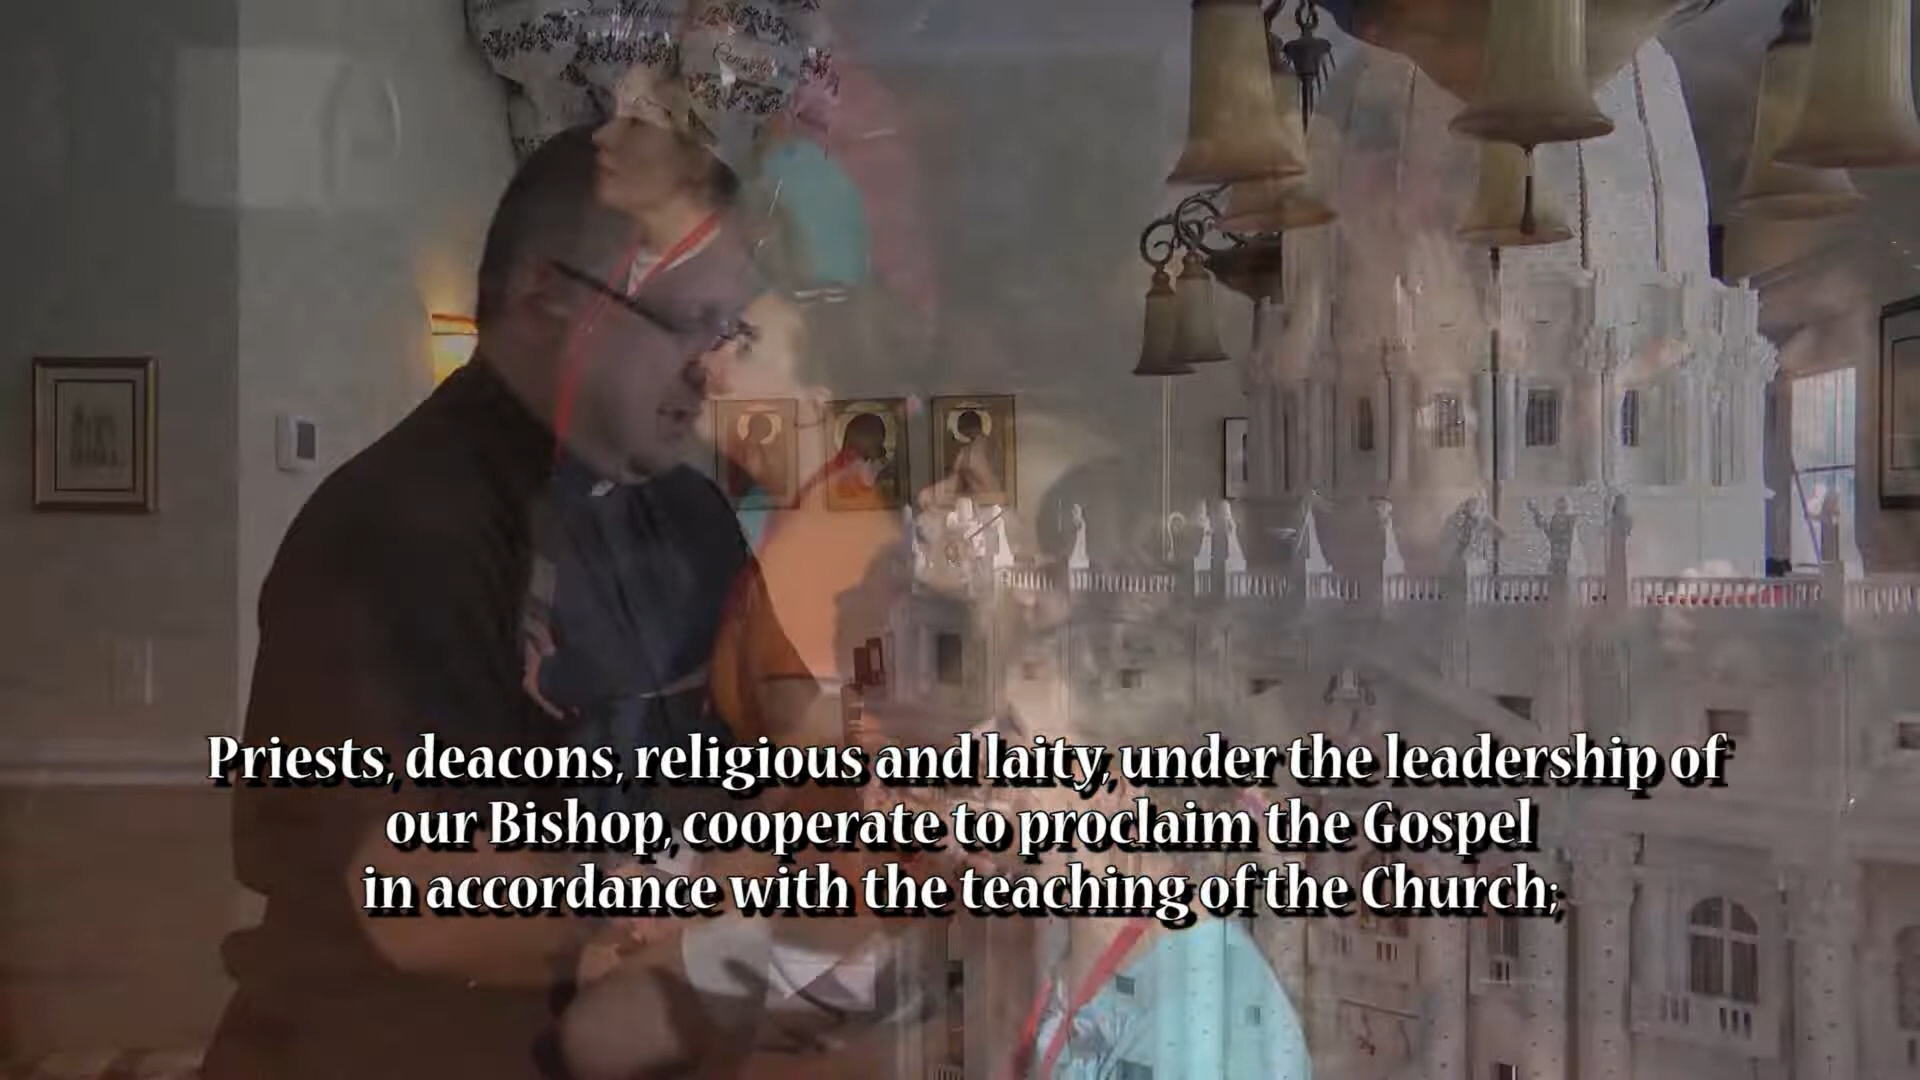 Priests, deacons, religious and laity, under the leadership of
our Bishop, cooperate to proclaim the Gospel
in accordance with the teaching of the Church;